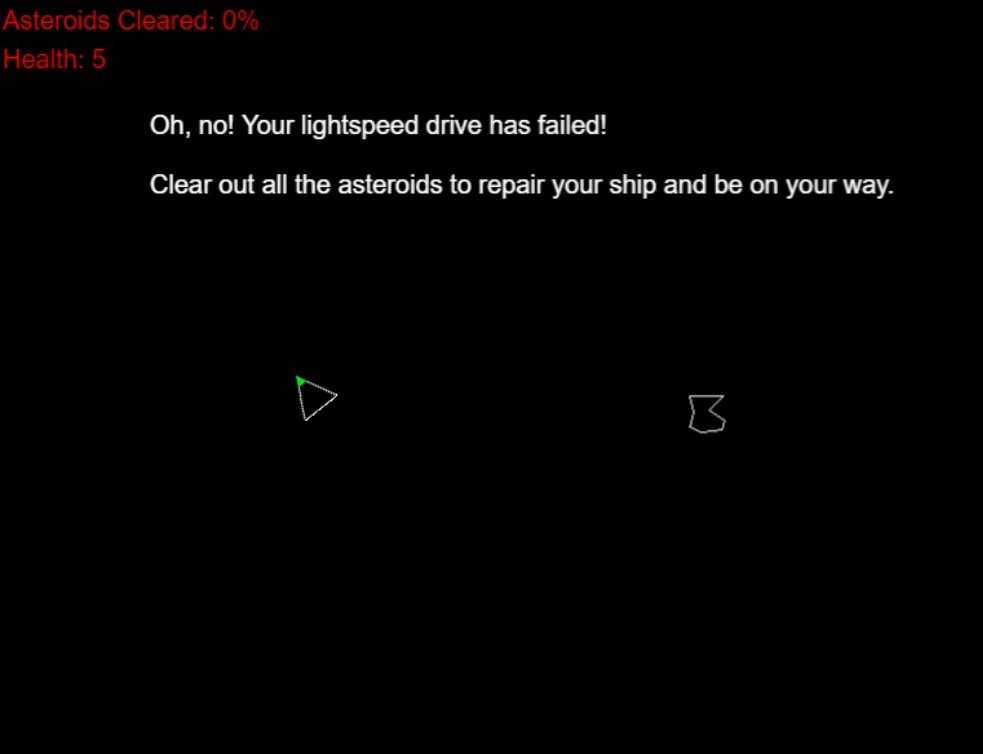 Asteroids Cleared: 0%
Health: 5
Oh, no! Your lightspeed drive has failed!
Clear out all the asteroids to repair your ship and be on your way.